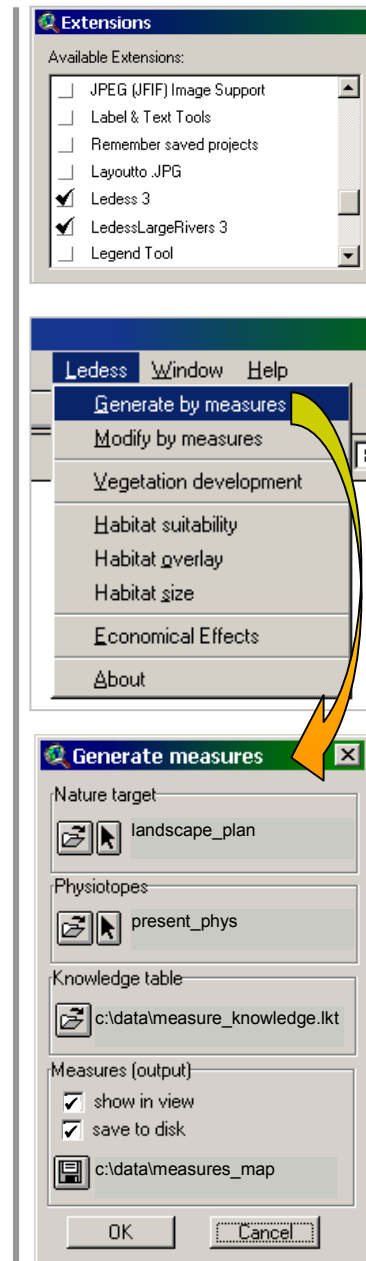 Extensions
Available Extensions:
JPEG (JFIF) Image Support
Label & Text Tools
Remember saved projects
Layoutto .JPG
Ledess 3
LedessLargeRivers 3
Legend Tool
Ledess Window Help
Generate by measures
Modify by measures
Vegetation development
Habitat suitability
Habitat overlay
Habitat size
Economical Effects
About
Generate measures
Nature target
landscape_plan
Physiotopes
present_phys
Knowledge table
c:\data\measure_knowledge.lkt
Measures (output)
show in view
save to disk
c:\data\measures_map
OK Cancel